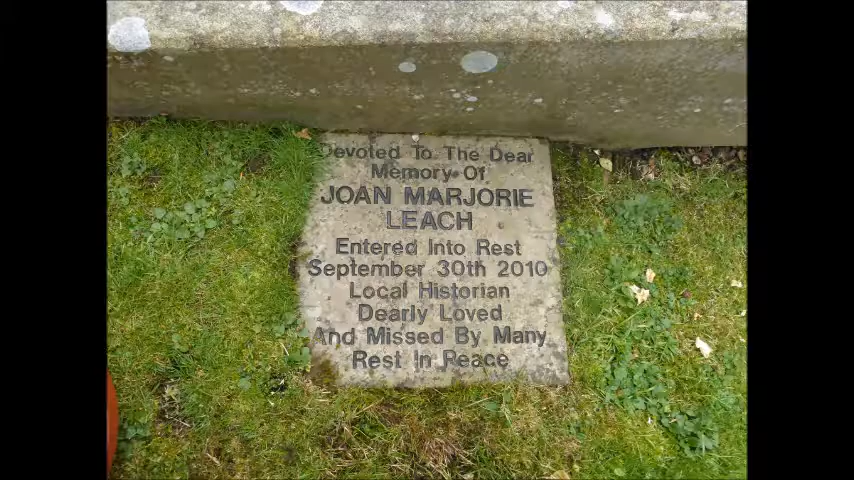 Devoted To The Dear
Memory Of
JOAN MARJORIE
LEACH
Entered Into Rest
September 30th 2010
Local Historian
Dearly Loved
And Missed By Many
Rest In Peace